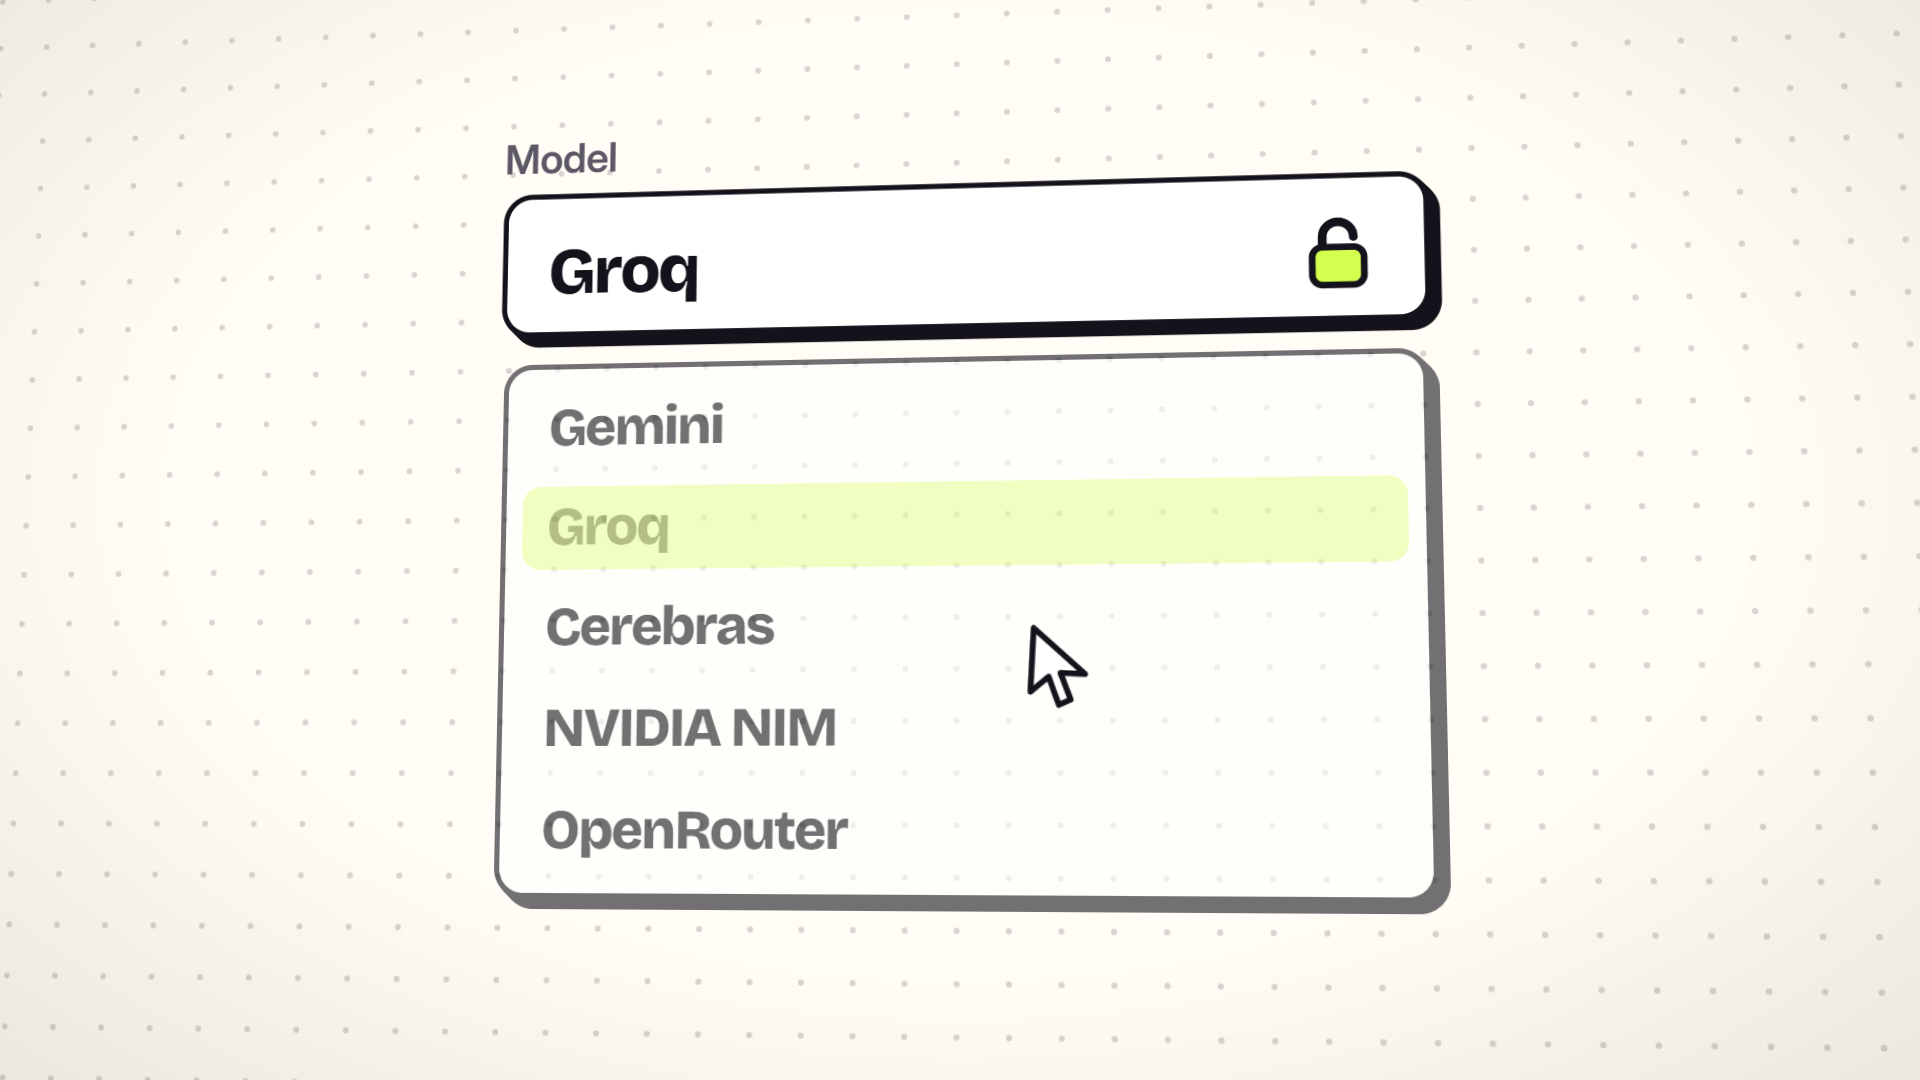 Model
Groq
Gemini
Groq
Cerebras
NVIDIA NIM
OpenRouter